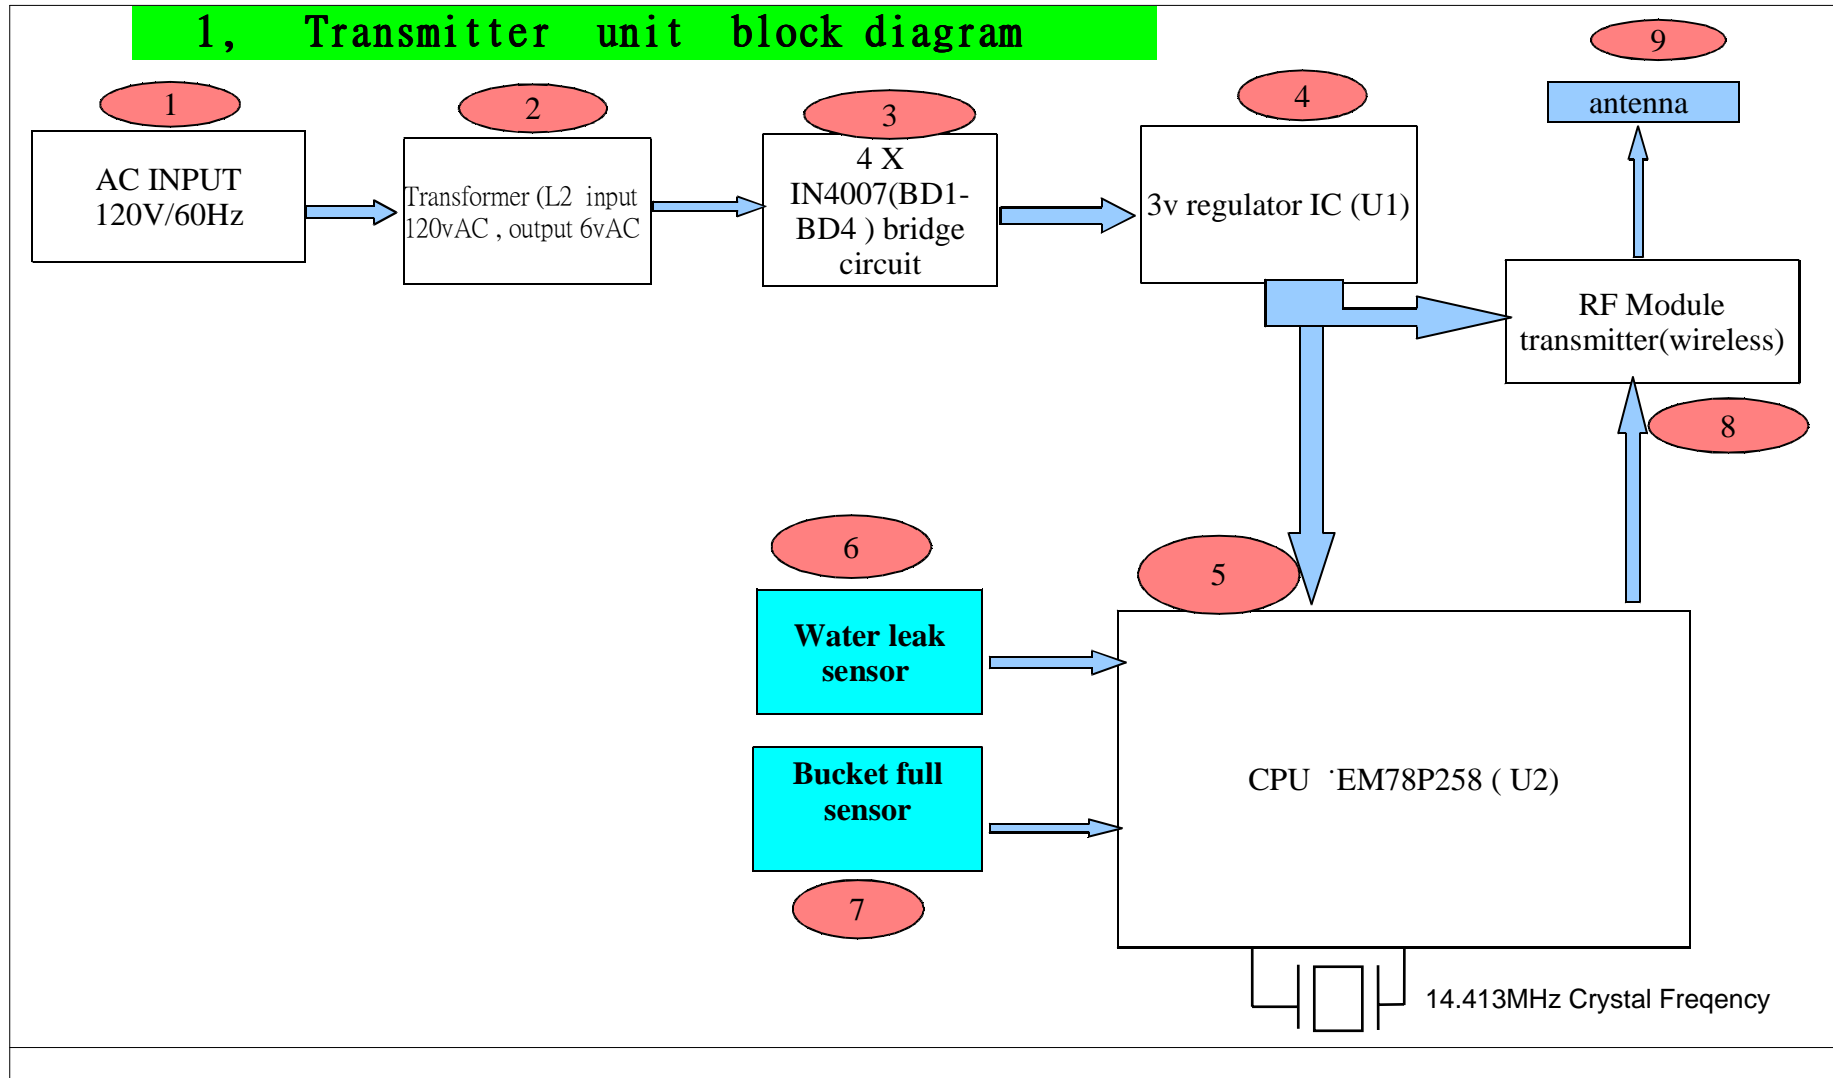 1, Transmitter unit block diagram
1
AC INPUT
120V/60Hz
2
Transformer (L2 input
120vAC , output 6vAC
3
4 X
IN4007(BD1-
BD4 ) bridge
circuit
4
3v regulator IC (U1)
9
antenna
RF Module
transmitter(wireless)
8
6
Water leak
sensor
Bucket full
sensor
7
5
CPU ˙EM78P258 ( U2)
14.413MHz Crystal Freqency